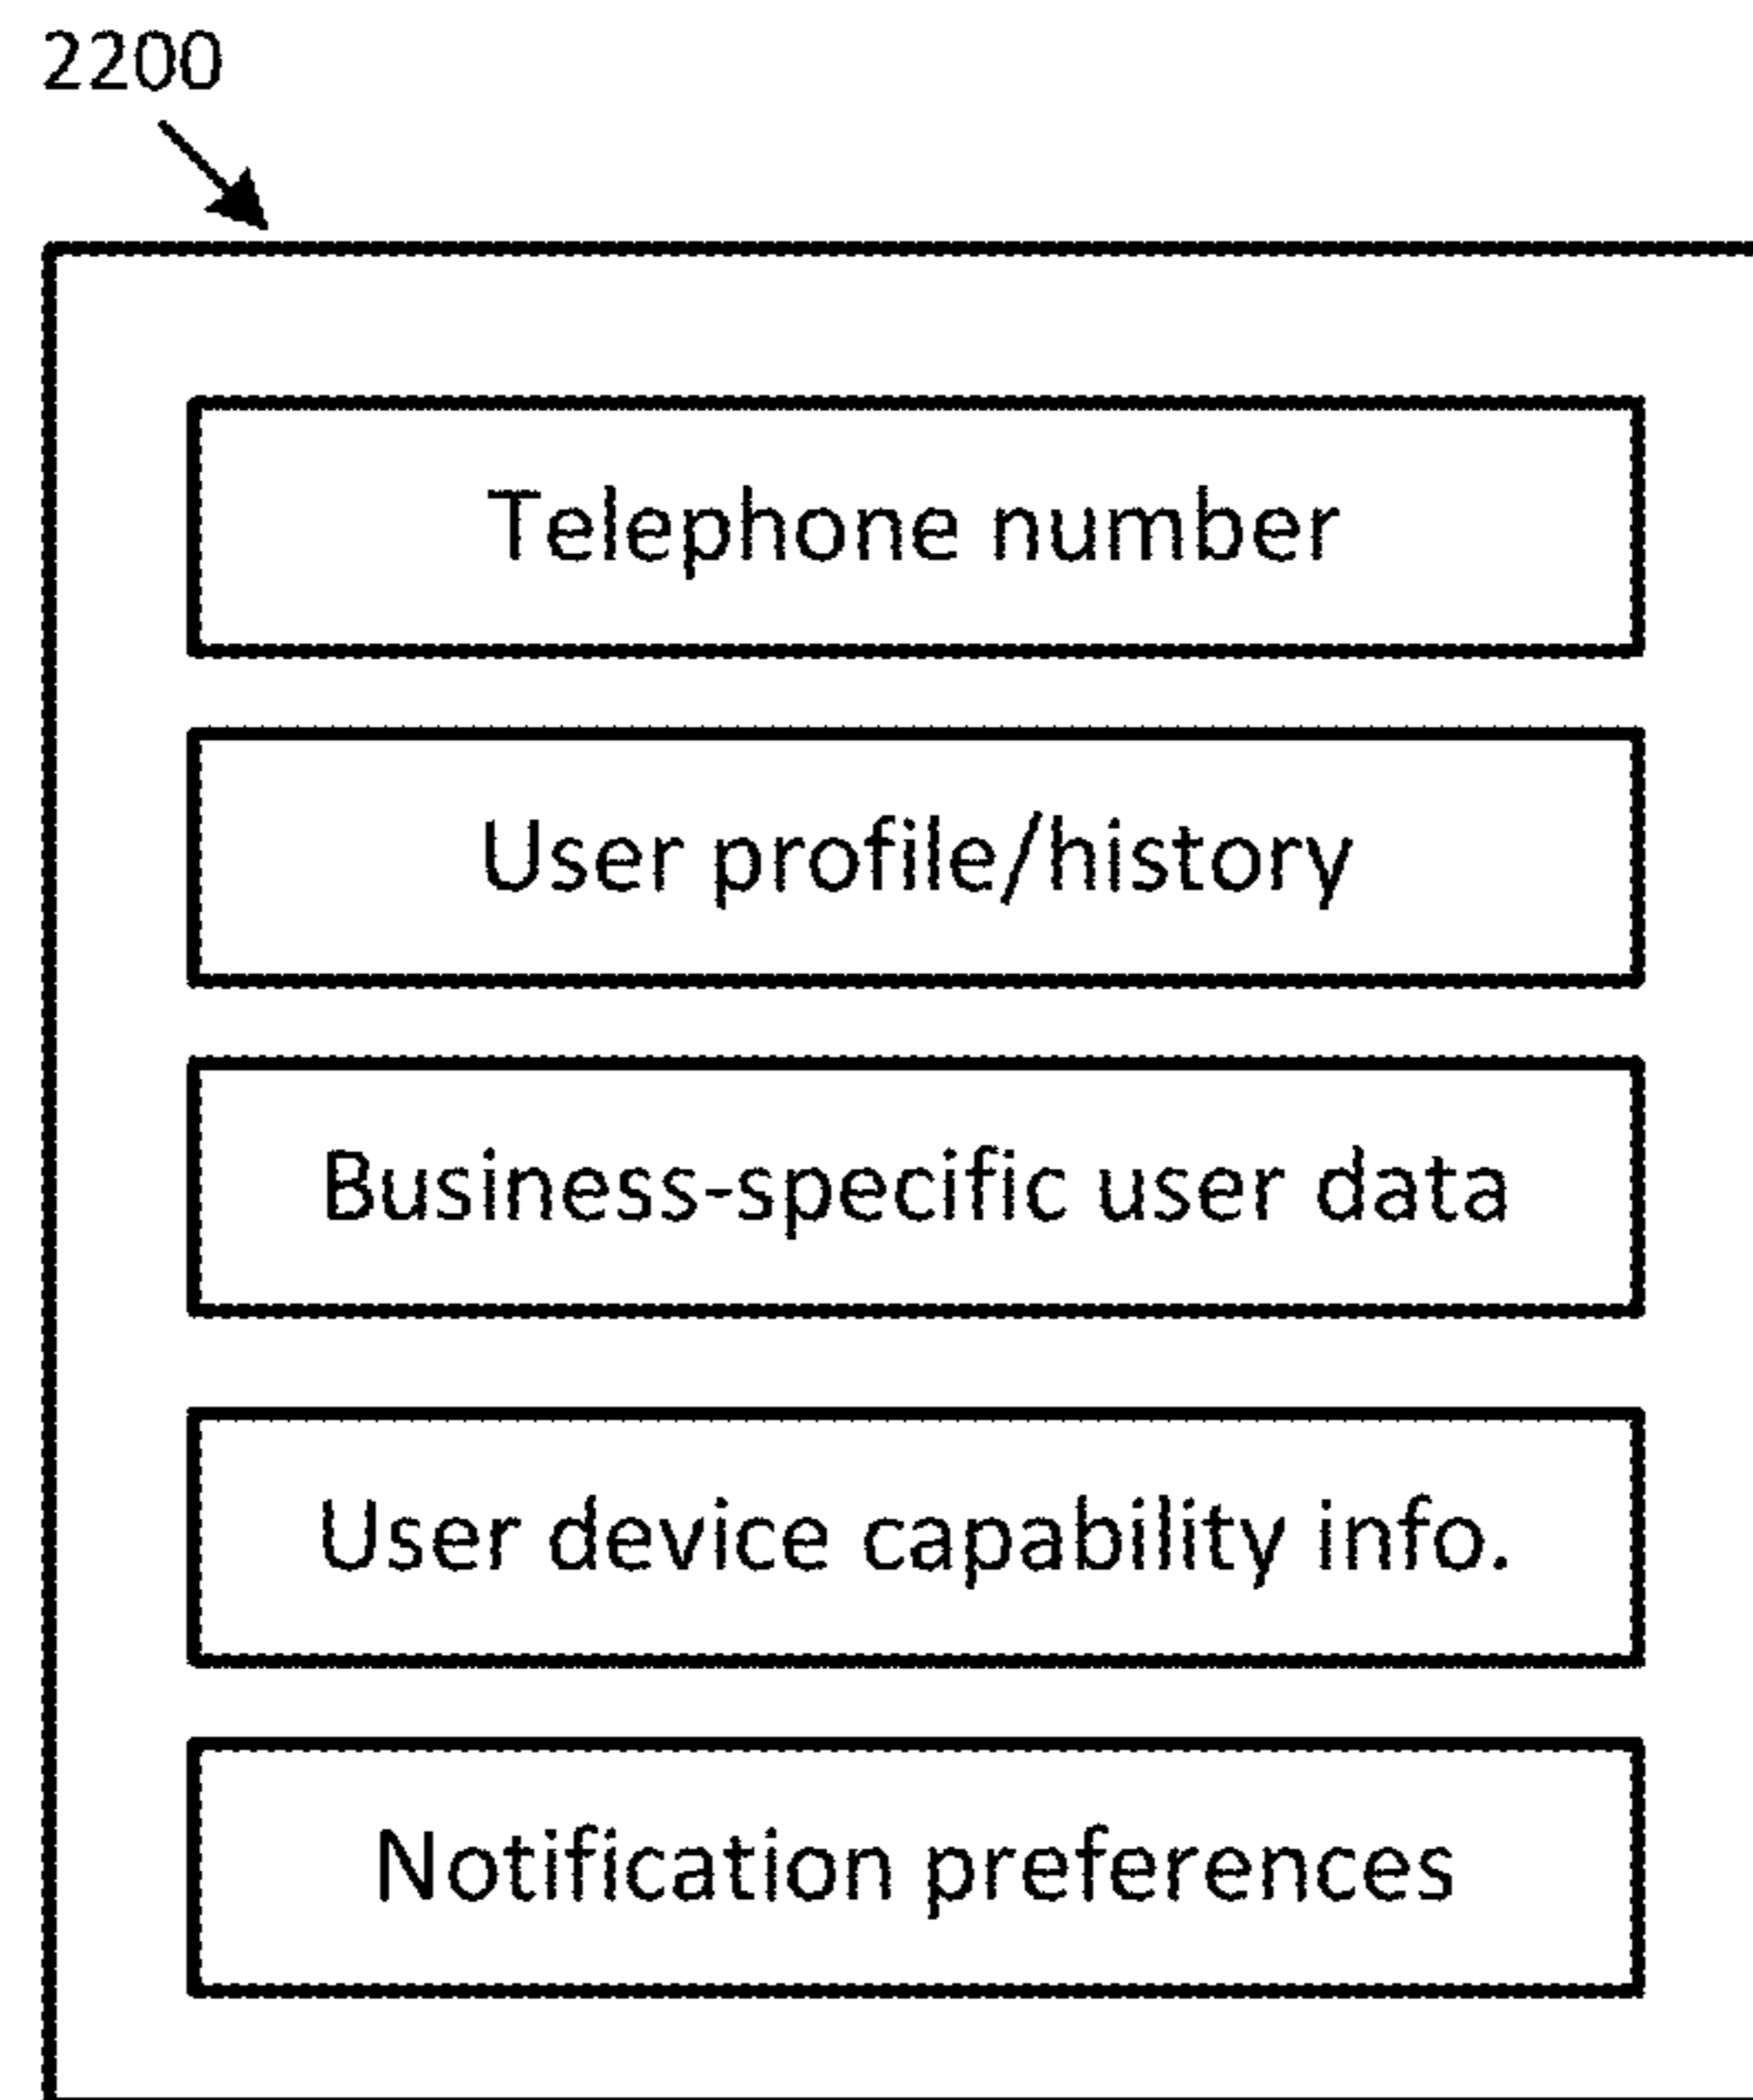 2200
Telephone number
User profile/history
Business-specific user data
User device capability info.
Notification preferences